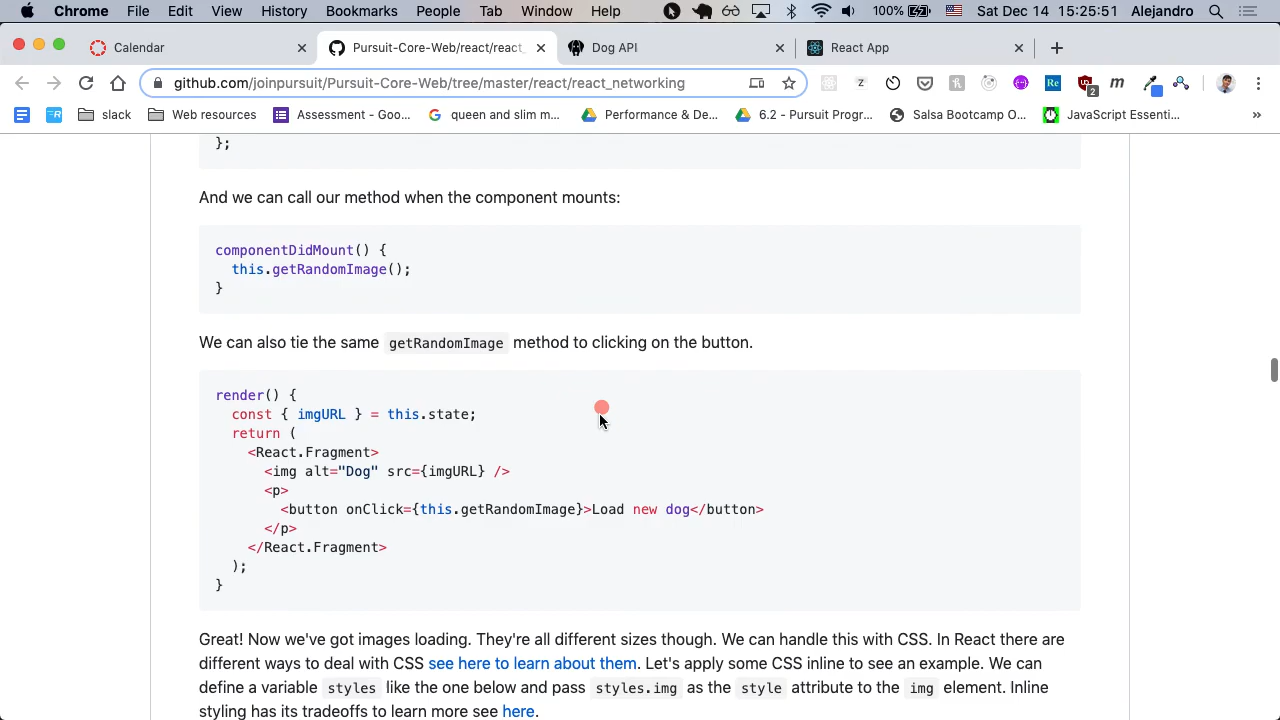 Chrome File Edit View History Bookmarks People Tab Window Help 100% Sat Dec 14 15:25:51 Alejandro
Calendar Pursuit-Core-Web/react/react_ Dog API React App
github.com/joinpursuit/Pursuit-Core-Web/tree/master/react/react_networking Z Re 2 m
slack Web resources Assessment - Goo... queen and slim m... Performance & De... 6.2 - Pursuit Progr... Salsa Bootcamp O... JavaScript Essenti... »
};
And we can call our method when the component mounts:
componentDidMount() {
this.getRandomImage();
}
We can also tie the same getRandomImage method to clicking on the button.
render() {
const { imgURL } = this.state;
return (
<React.Fragment>
<img alt="Dog" src={imgURL} />
<p>
<button onClick={this.getRandomImage}>Load new dog</button>
</p>
</React.Fragment>
);
}
Great! Now we've got images loading. They're all different sizes though. We can handle this with CSS. In React there are
different ways to deal with CSS see here to learn about them. Let's apply some CSS inline to see an example. We can
define a variable styles like the one below and pass styles.img as the style attribute to the img element. Inline
styling has its tradeoffs to learn more see here.